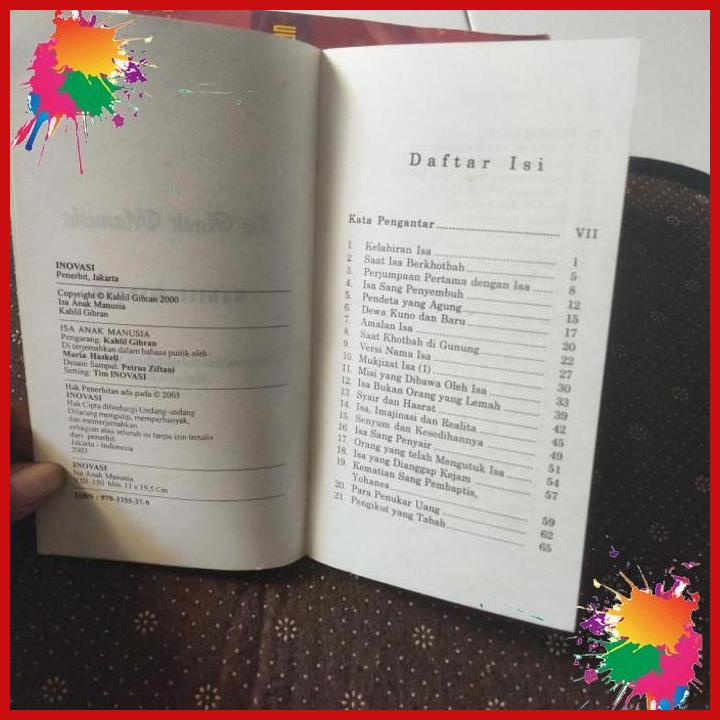 INOVASI
Penerbit, Jakarta
Copyright © Kahlil Gibran 2000
Isa Anak Manusia
Kahlil Gibran
ISA ANAK MANUSIA
Pengarang: Kahlil Gibran
Di terjemahkan dalam bahasa puitik oleh :
Maria Haskell
Desain Sampul: Petrus Ziftani
Setting: Tim INOVASI
Hak Penerbitan ada pada © 2003
INOVASI
Hak Cipta dilindungi Undang-undang
Dilarang mengutip, memperbanyak,
dan menerjemahkan
sebagian atau seluruh isi tanpa izin tertulis
dari penerbit.
Jakarta - Indonesia
2003
INOVASI
Isa Anak Manusia
VIII. 150 hlm. 11 x 19,5 Cm
ISBN : 979-3355-37-9
Daftar Isi
Kata Pengantar VII
1. Kelahiran Isa 1
2. Saat Isa Berkhotbah 5
3. Perjumpaan Pertama dengan Isa 8
4. Isa Sang Penyembuh 12
5. Pendeta yang Agung 15
6. Dewa Kuno dan Baru 17
7. Amalan Isa 20
8. Saat Khotbah di Gunung 22
9. Versi Nama Isa 27
10. Mukjizat Isa (1) 30
11. Misi yang Dibawa Oleh Isa 33
12. Isa Bukan Orang yang Lemah 39
13. Syair dan Hasrat 42
14. Isa, Imajinasi dan Realita 45
15. Senyum dan Kesedihannya 49
16. Isa Sang Penyair 51
17. Orang yang telah Mengutuk Isa 54
18. Isa yang Dianggap Kejam 57
19. Kematian Sang Pembaptis,
Yohanes 59
20. Para Penukar Uang 62
21. Pengikut yang Tabah 65